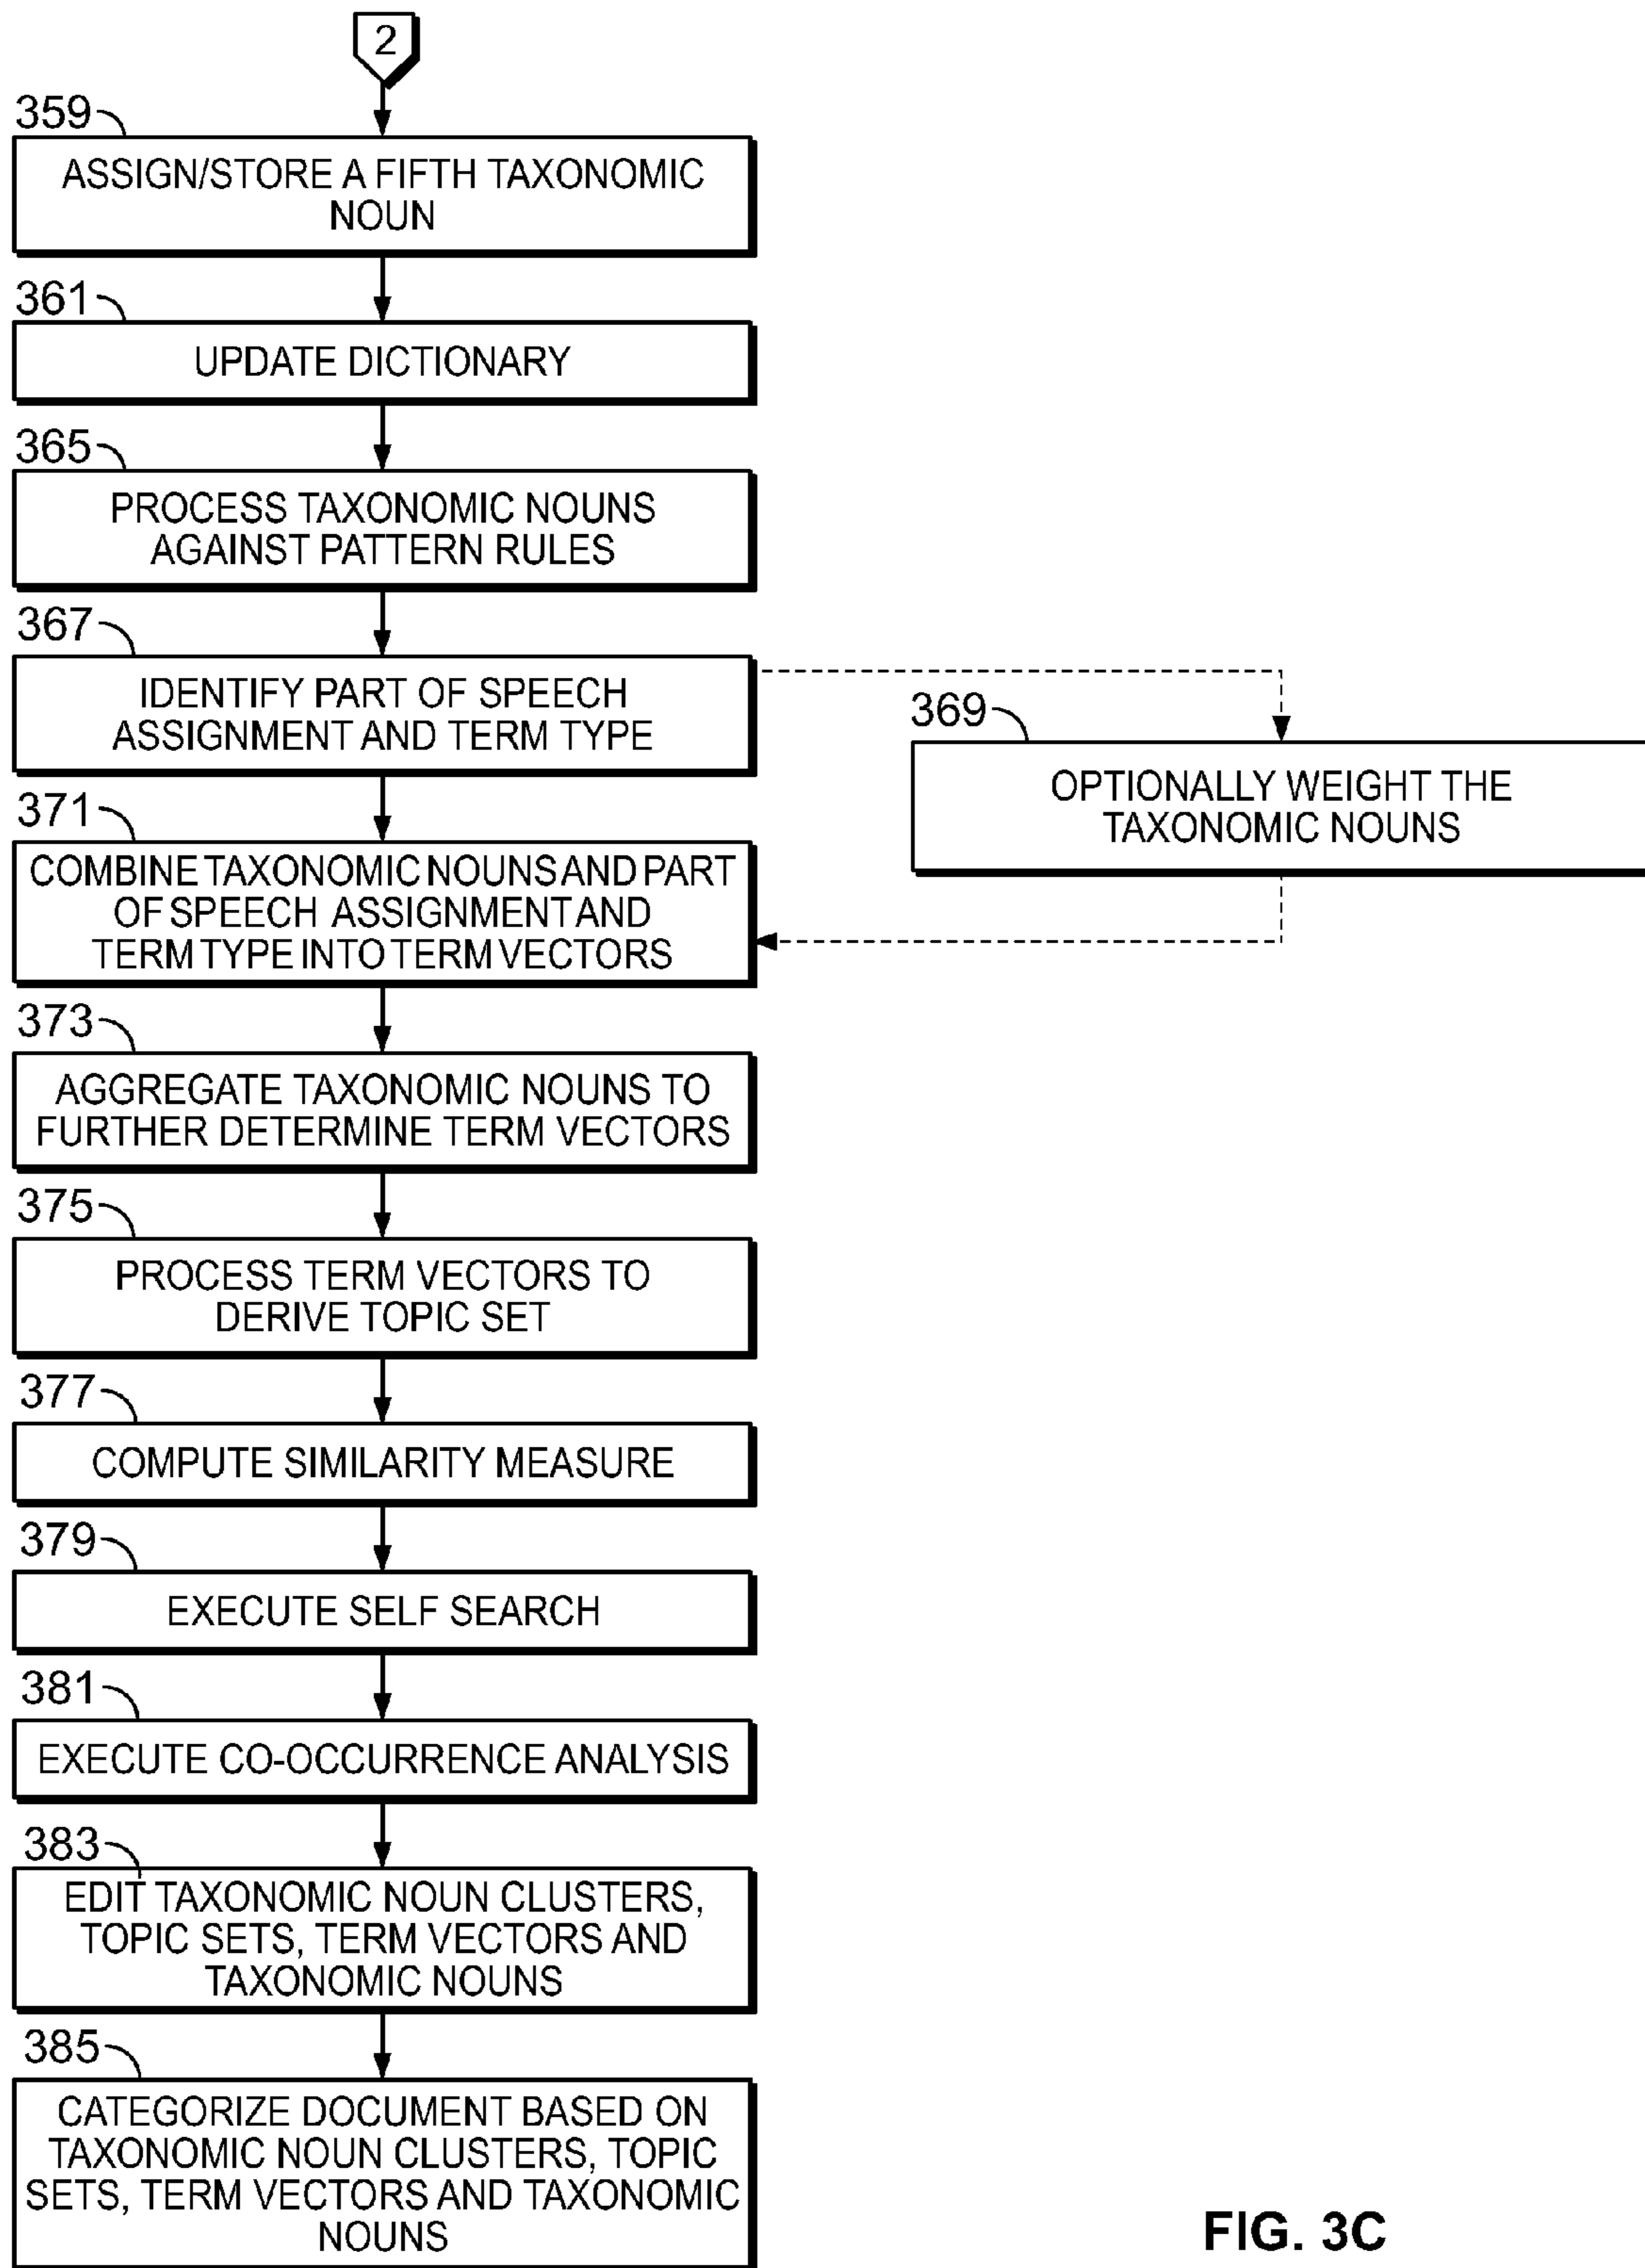 2
359
ASSIGN/STORE A FIFTH TAXONOMIC
NOUN
361
UPDATE DICTIONARY
365
PROCESS TAXONOMIC NOUNS
AGAINST PATTERN RULES
367
IDENTIFY PART OF SPEECH
ASSIGNMENT AND TERM TYPE
369
OPTIONALLY WEIGHT THE
TAXONOMIC NOUNS
371
COMBINE TAXONOMIC NOUNS AND PART
OF SPEECH ASSIGNMENT AND
TERM TYPE INTO TERM VECTORS
373
AGGREGATE TAXONOMIC NOUNS TO
FURTHER DETERMINE TERM VECTORS
375
PROCESS TERM VECTORS TO
DERIVE TOPIC SET
377
COMPUTE SIMILARITY MEASURE
379
EXECUTE SELF SEARCH
381
EXECUTE CO-OCCURRENCE ANALYSIS
383
EDIT TAXONOMIC NOUN CLUSTERS,
TOPIC SETS, TERM VECTORS AND
TAXONOMIC NOUNS
385
CATEGORIZE DOCUMENT BASED ON
TAXONOMIC NOUN CLUSTERS, TOPIC
SETS, TERM VECTORS AND TAXONOMIC
NOUNS
FIG. 3C